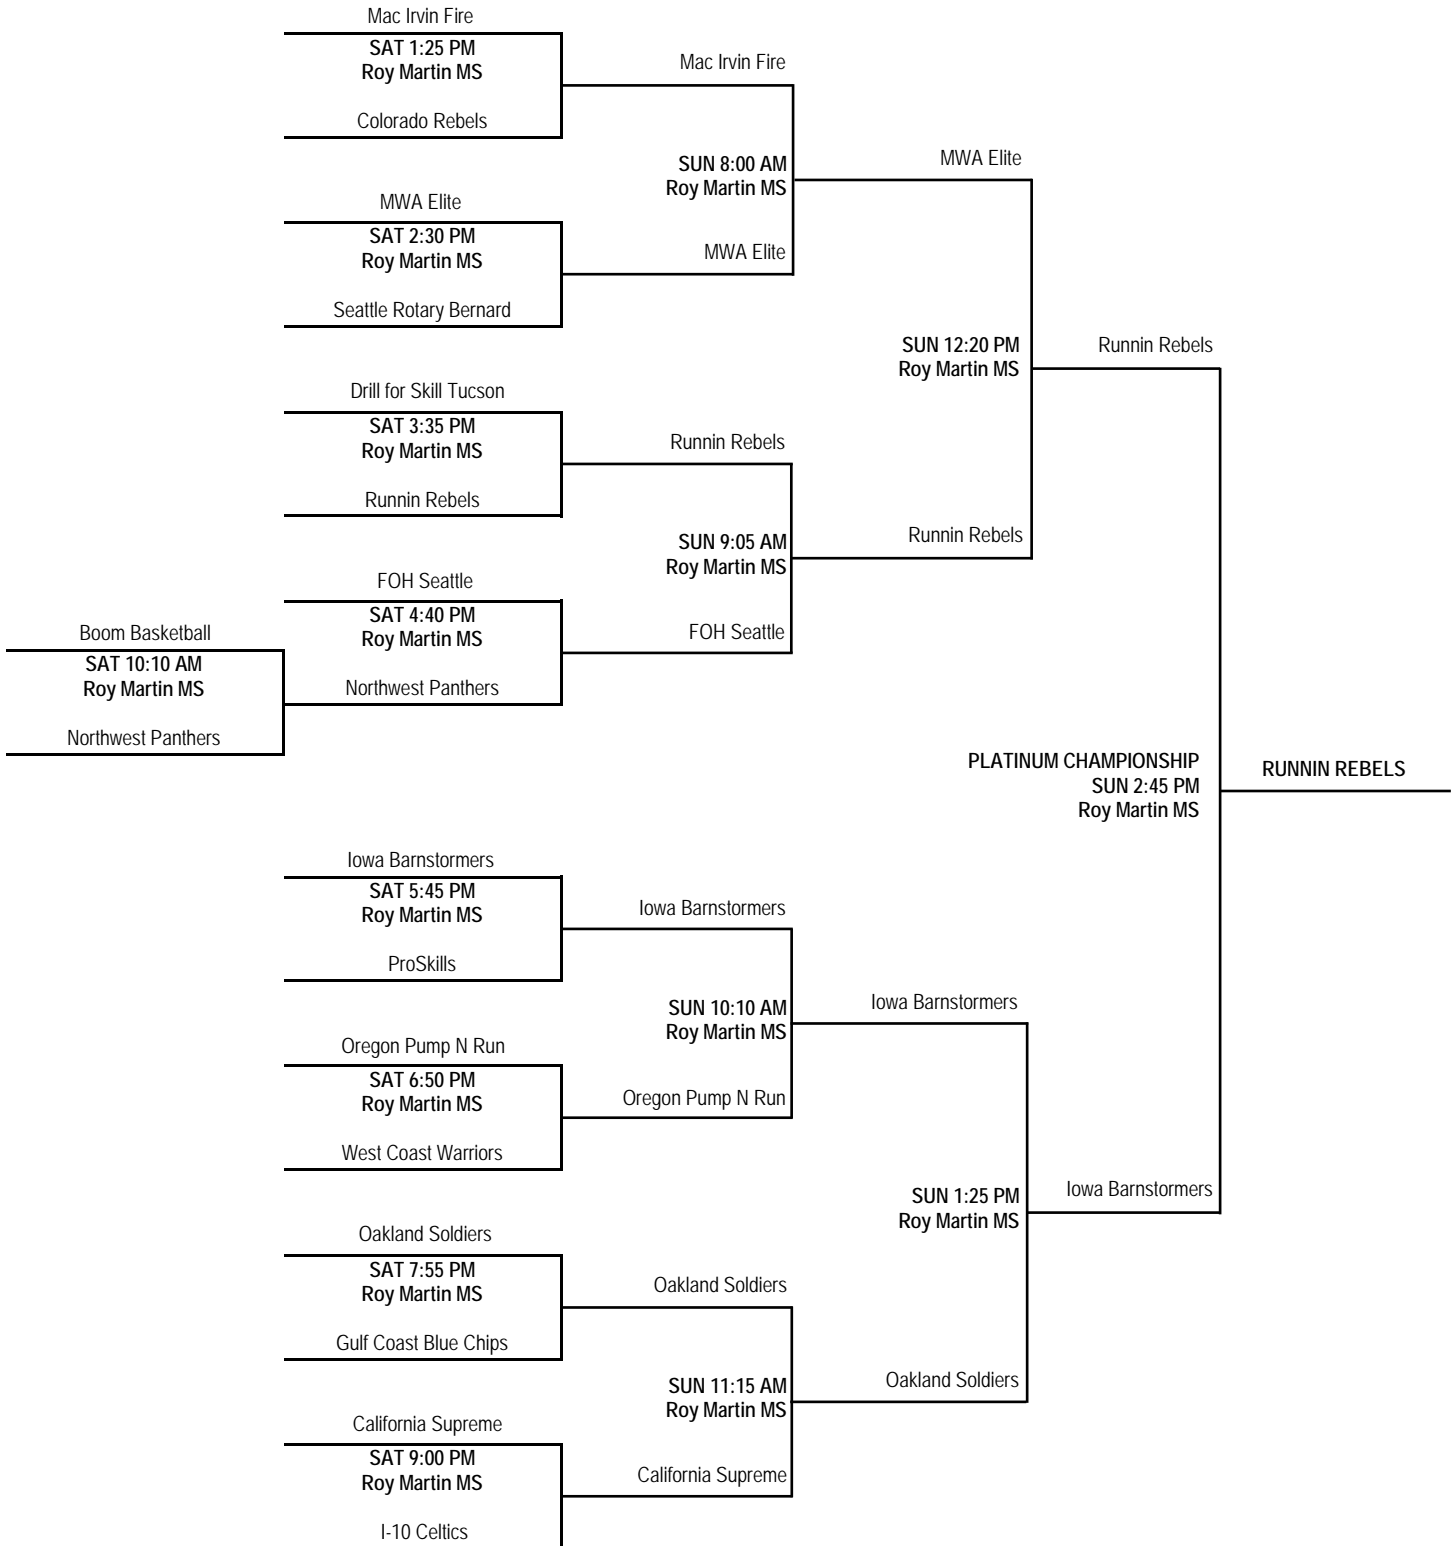 Mac Irvin Fire
SAT 1:25 PM
Roy Martin MS
Colorado Rebels
Mac Irvin Fire
SUN 8:00 AM
Roy Martin MS
MWA Elite
MWA Elite
SAT 2:30 PM
Roy Martin MS
Seattle Rotary Bernard
MWA Elite
SUN 12:20 PM
Roy Martin MS
Runnin Rebels
Drill for Skill Tucson
SAT 3:35 PM
Roy Martin MS
Runnin Rebels
Runnin Rebels
SUN 9:05 AM
Roy Martin MS
Runnin Rebels
FOH Seattle
SAT 4:40 PM
Roy Martin MS
Northwest Panthers
FOH Seattle
Boom Basketball
SAT 10:10 AM
Roy Martin MS
Northwest Panthers
PLATINUM CHAMPIONSHIP
SUN 2:45 PM
Roy Martin MS
RUNNIN REBELS
Iowa Barnstormers
SAT 5:45 PM
Roy Martin MS
ProSkills
Iowa Barnstormers
SUN 10:10 AM
Roy Martin MS
Iowa Barnstormers
Oregon Pump N Run
SAT 6:50 PM
Roy Martin MS
West Coast Warriors
Oregon Pump N Run
SUN 1:25 PM
Roy Martin MS
Iowa Barnstormers
Oakland Soldiers
SAT 7:55 PM
Roy Martin MS
Gulf Coast Blue Chips
Oakland Soldiers
SUN 11:15 AM
Roy Martin MS
Oakland Soldiers
California Supreme
SAT 9:00 PM
Roy Martin MS
I-10 Celtics
California Supreme